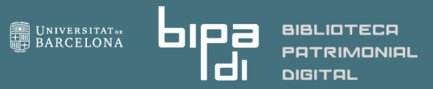 UNIVERSITAT DE
BARCELONA
bipa
di
BIBLIOTECA
PATRIMONIAL
DIGITAL